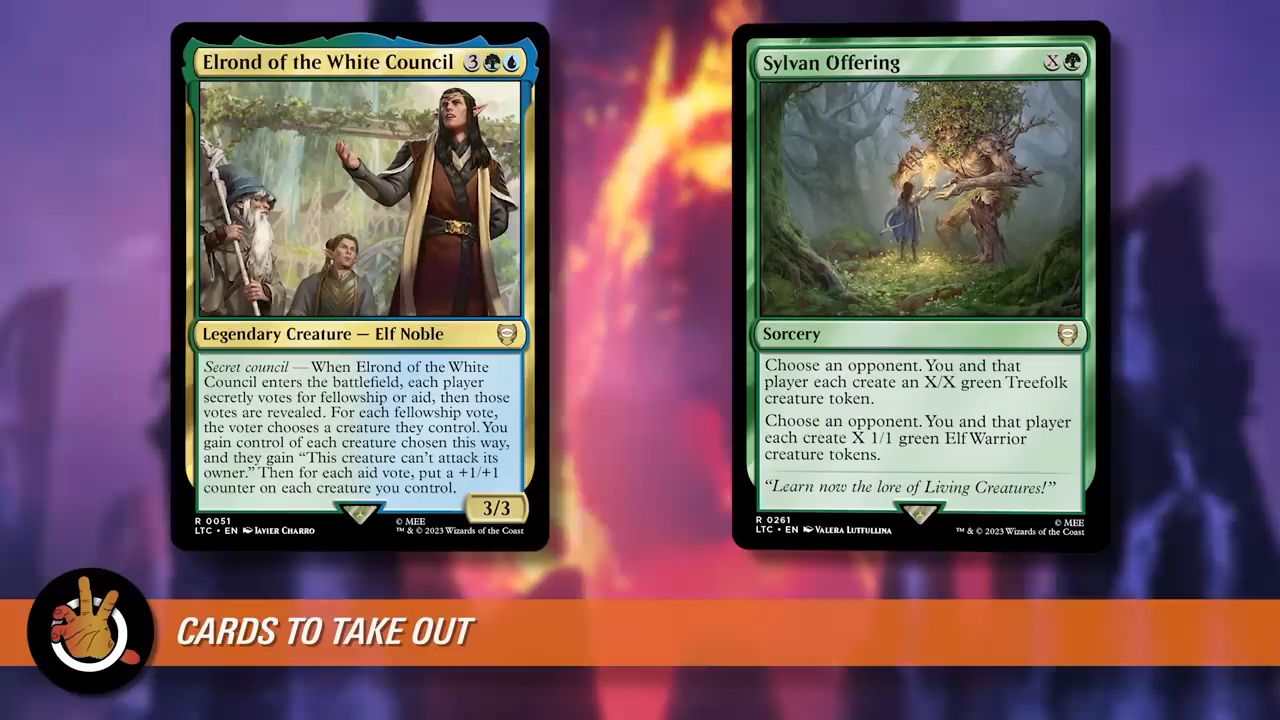 Elrond of the White Council 3
Legendary Creature — Elf Noble
Secret council — When Elrond of the White
Council enters the battlefield, each player
secretly votes for fellowship or aid, then those
votes are revealed. For each fellowship vote,
the voter chooses a creature they control. You
gain control of each creature chosen this way,
and they gain “This creature can’t attack its
owner.” Then for each aid vote, put a +1/+1
counter on each creature you control.
3/3
R 0051
LTC • EN Javier Charro
© MEE
™ & © 2023 Wizards of the Coast
Sylvan Offering X
Sorcery
Choose an opponent. You and that
player each create an X/X green Treefolk
creature token.
Choose an opponent. You and that player
each create X 1/1 green Elf Warrior
creature tokens.
“Learn now the lore of Living Creatures!”
R 0261
LTC • EN Valera Lutfullina
© MEE
™ & © 2023 Wizards of the Coast
CARDS TO TAKE OUT